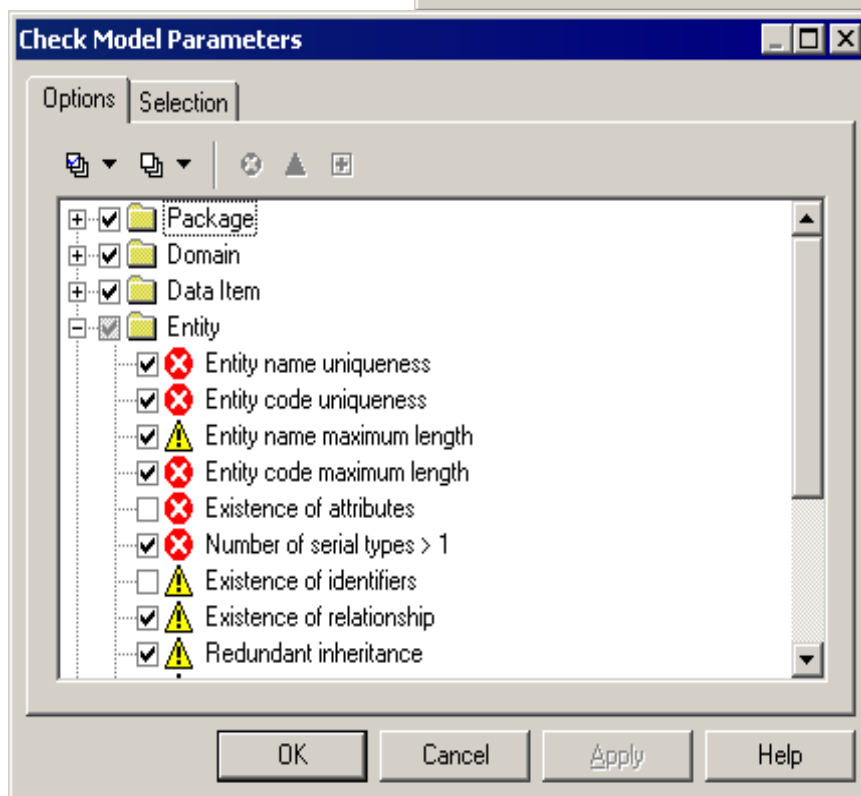 Check Model Parameters
Options Selection
Package
Domain
Data Item
Entity
Entity name uniqueness
Entity code uniqueness
Entity name maximum length
Entity code maximum length
Existence of attributes
Number of serial types > 1
Existence of identifiers
Existence of relationship
Redundant inheritance
OK Cancel Apply Help